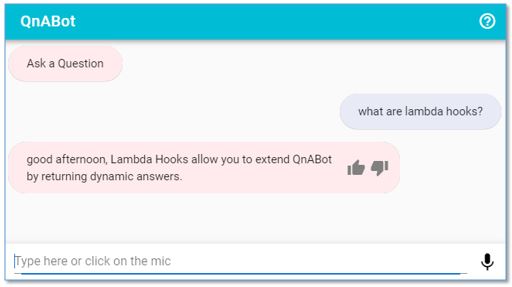 QnABot
Ask a Question
what are lambda hooks?
good afternoon, Lambda Hooks allow you to extend QnABot
by returning dynamic answers.
Type here or click on the mic